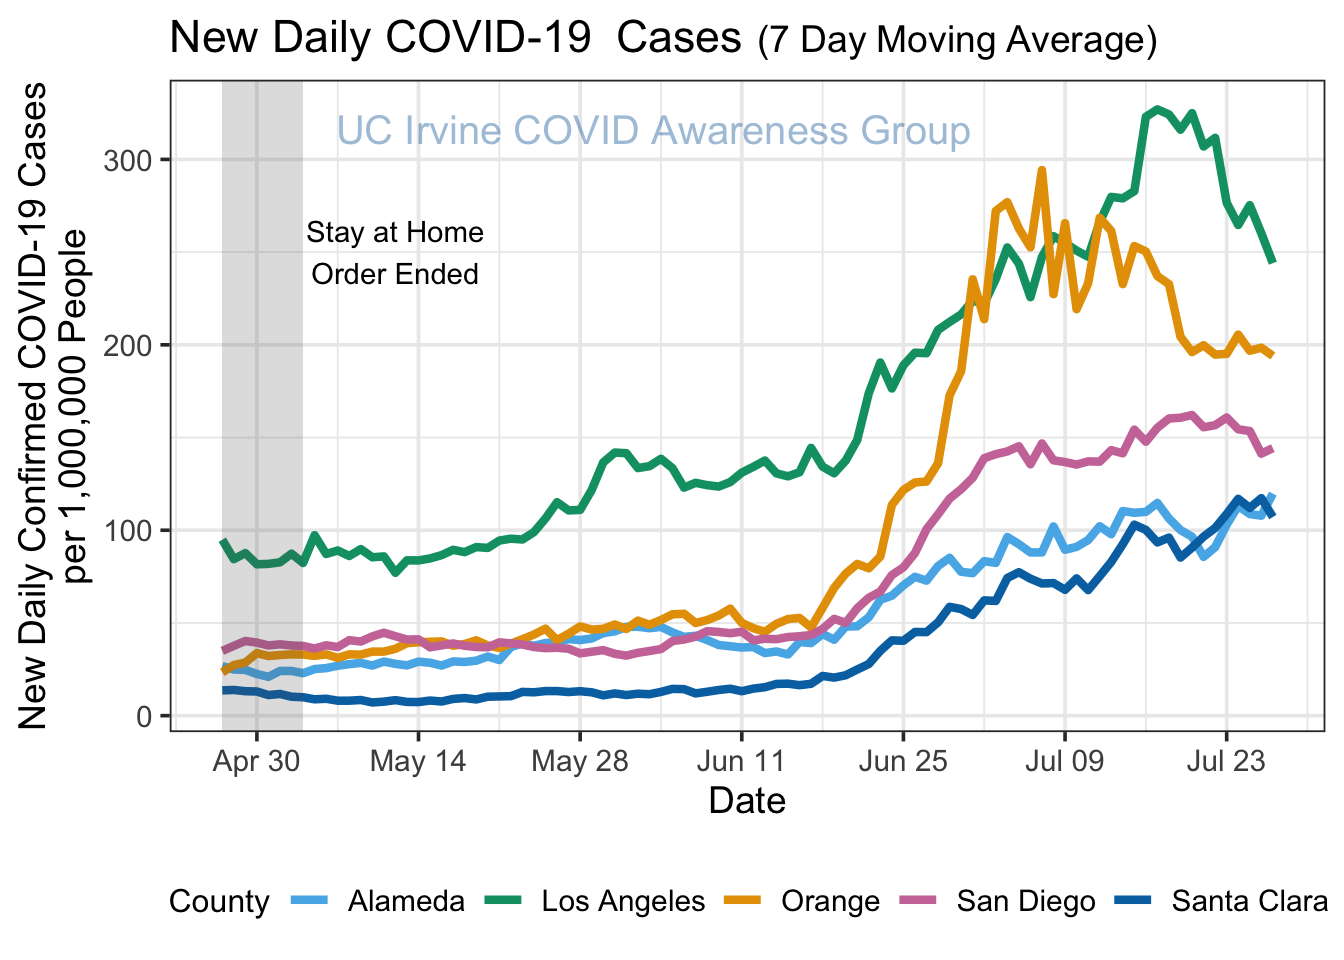 New Daily COVID-19  Cases (7 Day Moving Average)
New Daily Confirmed COVID-19 Cases
per 1,000,000 People
UC Irvine COVID Awareness Group
Stay at Home
Order Ended
300
200
100
0
Apr 30
May 14
May 28
Jun 11
Jun 25
Jul 09
Jul 23
Date
County Alameda Los Angeles Orange San Diego Santa Clara